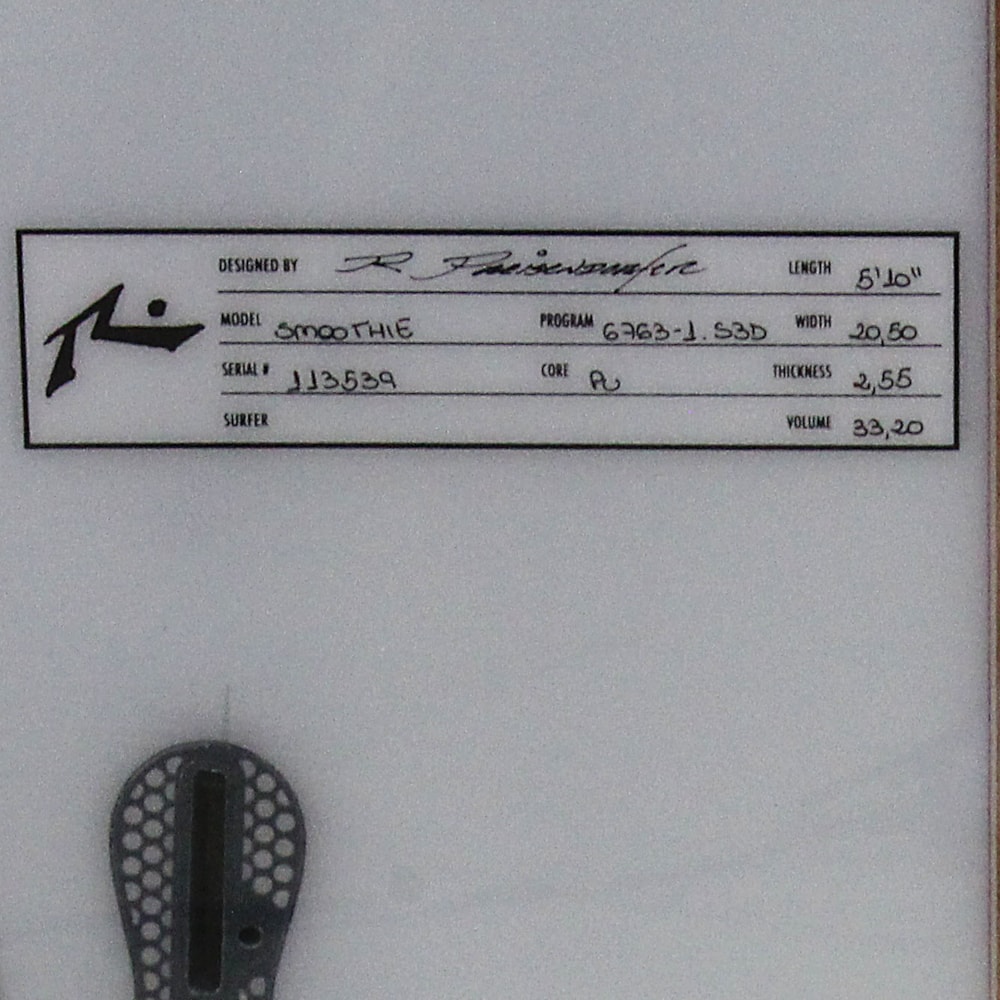 DESIGNED BY R. Preisendorfer LENGTH 5'10"
MODEL SMOOTHIE PROGRAM 6763-1.S3D WIDTH 20,50
SERIAL # 113539 CORE PU THICKNESS 2,55
SURFER VOLUME 33,20